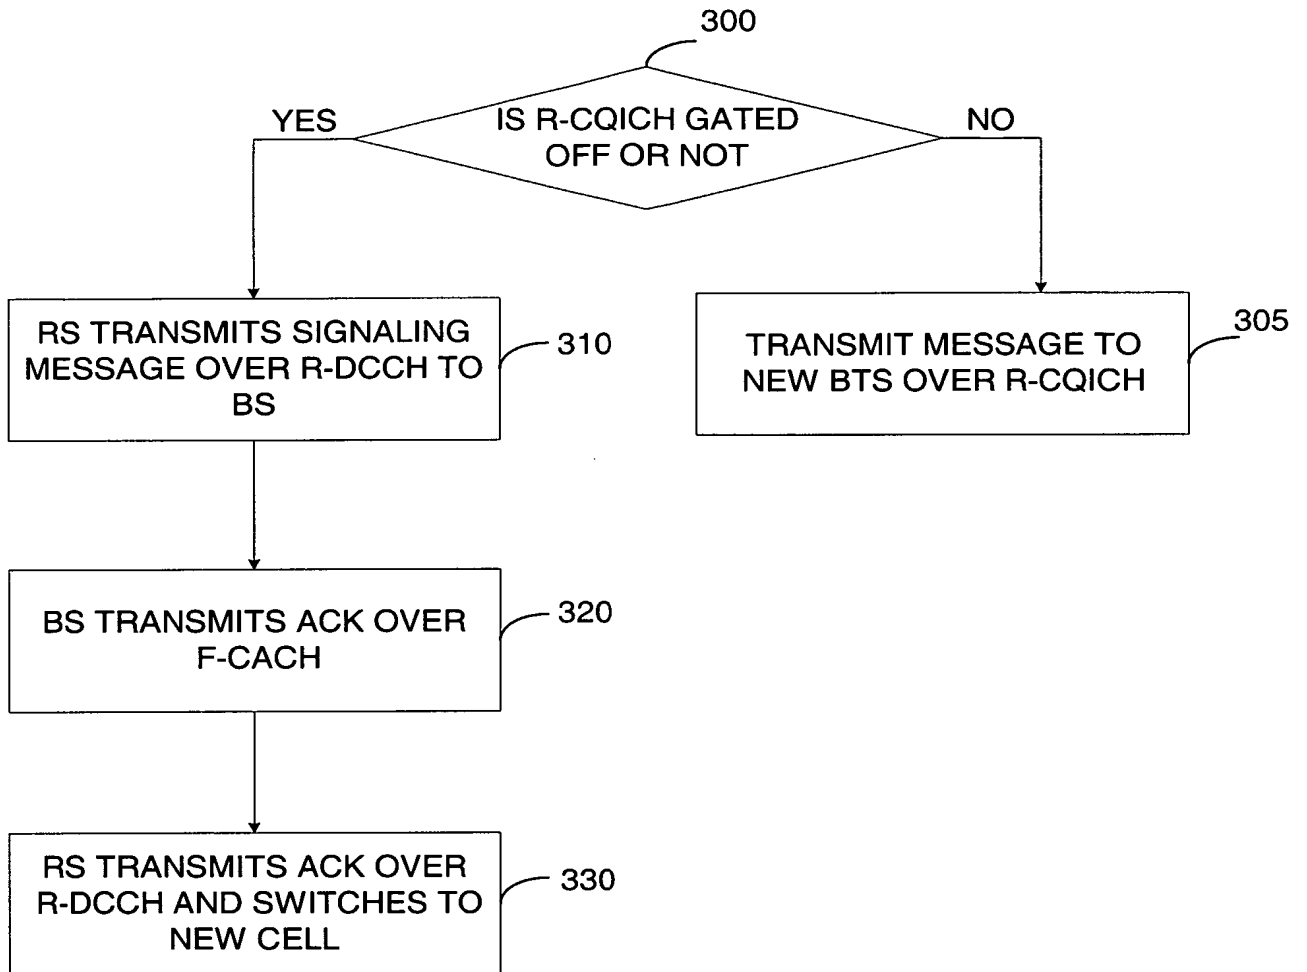 300
IS R-CQICH GATED
OFF OR NOT
YES
NO
RS TRANSMITS SIGNALING
MESSAGE OVER R-DCCH TO
BS
310
TRANSMIT MESSAGE TO
NEW BTS OVER R-CQICH
305
BS TRANSMITS ACK OVER
F-CACH
320
RS TRANSMITS ACK OVER
R-DCCH AND SWITCHES TO
NEW CELL
330